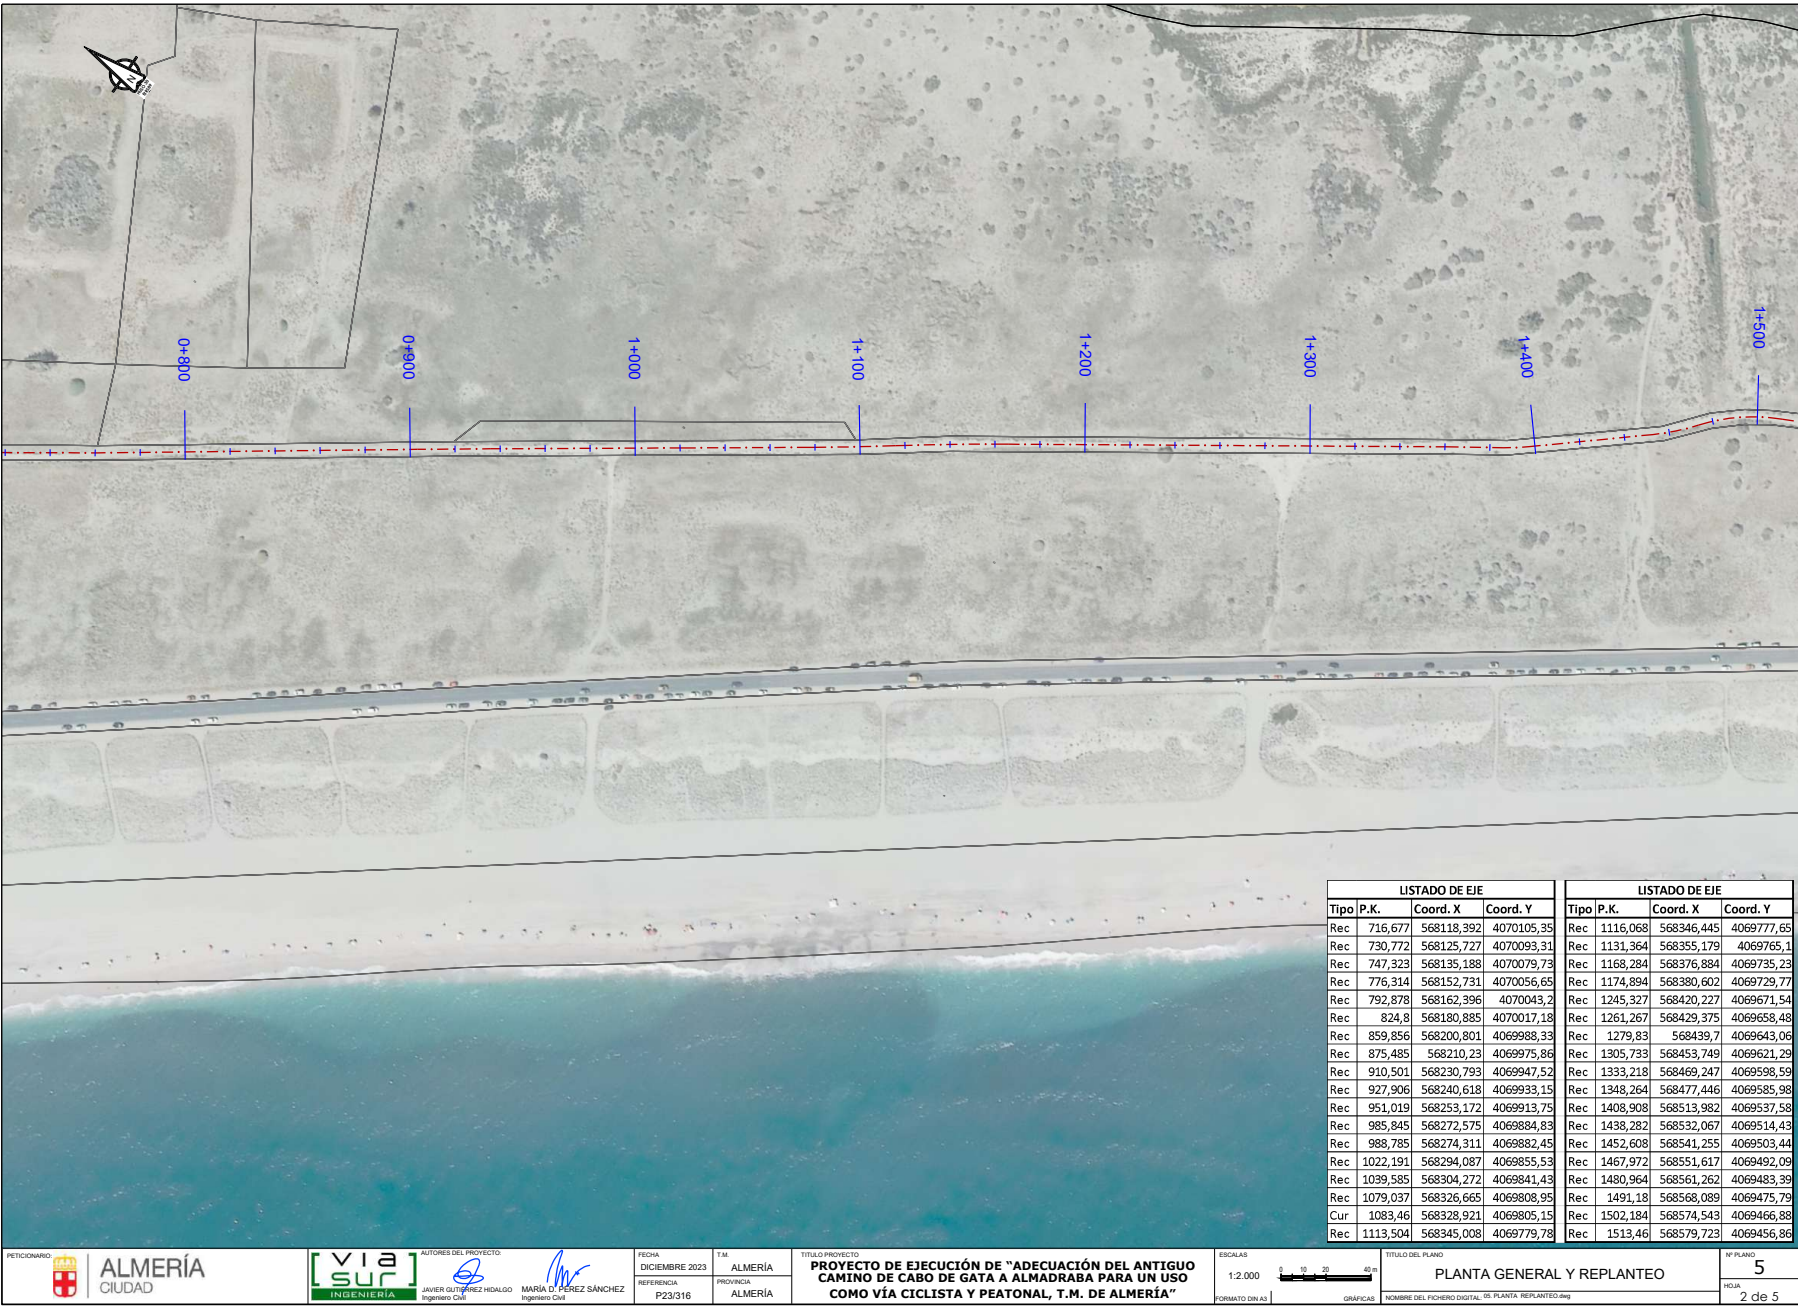 N
0+800
0+900
1+000
1+100
1+200
1+300
1+400
1+500
LISTADO DE EJE
Tipo P.K. Coord. X Coord. Y
Rec 716,677 568118,392 4070105,35
Rec 730,772 568125,727 4070093,31
Rec 747,323 568135,188 4070079,73
Rec 776,314 568152,731 4070056,65
Rec 792,878 568162,396 4070043,2
Rec 824,8 568180,885 4070017,18
Rec 859,856 568200,801 4069988,33
Rec 875,485 568210,23 4069975,86
Rec 910,501 568230,793 4069947,52
Rec 927,906 568240,618 4069933,15
Rec 951,019 568253,172 4069913,75
Rec 985,845 568272,575 4069884,83
Rec 988,785 568274,311 4069882,45
Rec 1022,191 568294,087 4069855,53
Rec 1039,585 568304,272 4069841,43
Rec 1079,037 568326,665 4069808,95
Cur 1083,46 568328,921 4069805,15
Rec 1113,504 568345,008 4069779,78
LISTADO DE EJE
Tipo P.K. Coord. X Coord. Y
Rec 1116,068 568346,445 4069777,65
Rec 1131,364 568355,179 4069765,1
Rec 1168,284 568376,884 4069735,23
Rec 1174,894 568380,602 4069729,77
Rec 1245,327 568420,227 4069671,54
Rec 1261,267 568429,375 4069658,48
Rec 1279,83 568439,7 4069643,06
Rec 1305,733 568453,749 4069621,29
Rec 1333,218 568469,247 4069598,59
Rec 1348,264 568477,446 4069585,98
Rec 1408,908 568513,982 4069537,58
Rec 1438,282 568532,067 4069514,43
Rec 1452,608 568541,255 4069503,44
Rec 1467,972 568551,617 4069492,09
Rec 1480,964 568561,262 4069483,39
Rec 1491,18 568568,089 4069475,79
Rec 1502,184 568574,543 4069466,88
Rec 1513,46 568579,723 4069456,86
PETICIONARIO:
ALMERÍA
CIUDAD
[via
sur]
INGENIERÍA
AUTORES DEL PROYECTO:
JAVIER GUTIÉRREZ HIDALGO
Ingeniero Civil
MARÍA D. PÉREZ SÁNCHEZ
Ingeniero Civil
FECHA
DICIEMBRE 2023
REFERENCIA
P23/316
T.M.
ALMERÍA
PROVINCIA
ALMERÍA
TITULO PROYECTO
PROYECTO DE EJECUCIÓN DE “ADECUACIÓN DEL ANTIGUO
CAMINO DE CABO DE GATA A ALMADRABA PARA UN USO
COMO VÍA CICLISTA Y PEATONAL, T.M. DE ALMERÍA”
ESCALAS
1:2.000
0 10 20 40 m
FORMATO DIN A3
GRÁFICAS
TITULO DEL PLANO
PLANTA GENERAL Y REPLANTEO
NOMBRE DEL FICHERO DIGITAL: 05. PLANTA REPLANTEO.dwg
Nº PLANO
5
HOJA
2 de 5